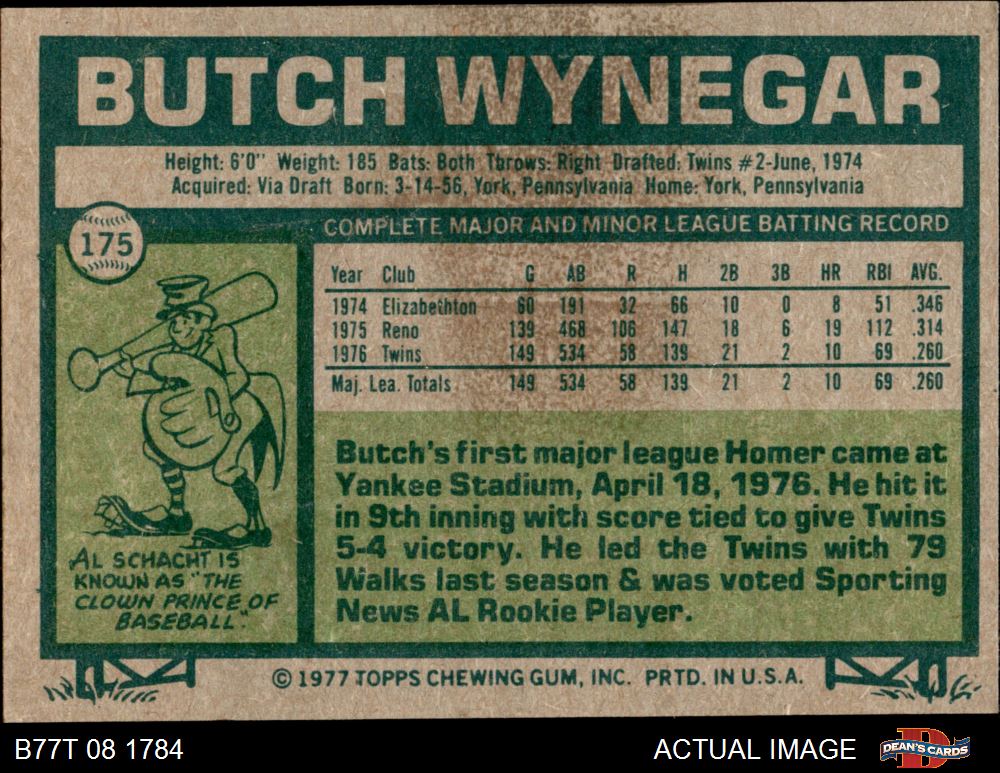 BUTCH WYNEGAR
Height: 6'0" Weight: 185 Bats: Both Throws: Right Drafted: Twins #2-June, 1974
Acquired: Via Draft Born: 3-14-56, York, Pennsylvania Home: York, Pennsylvania
175
COMPLETE MAJOR AND MINOR LEAGUE BATTING RECORD
Year Club G AB R H 2B 3B HR RBI AVG.
1974 Elizabethton 60 191 32 66 10 0 8 51 .346
1975 Reno 139 468 106 147 18 6 19 112 .314
1976 Twins 149 534 58 139 21 2 10 69 .260
Maj. Lea. Totals 149 534 58 139 21 2 10 69 .260
AL SCHACHT IS
KNOWN AS "THE
CLOWN PRINCE OF
BASEBALL."
Butch's first major league Homer came at
Yankee Stadium, April 18, 1976. He hit it
in 9th inning with score tied to give Twins
5-4 victory. He led the Twins with 79
Walks last season & was voted Sporting
News AL Rookie Player.
© 1977 TOPPS CHEWING GUM, INC. PRTD. IN U.S.A.
B77T 08 1784
ACTUAL IMAGE
DEAN'S CARDS